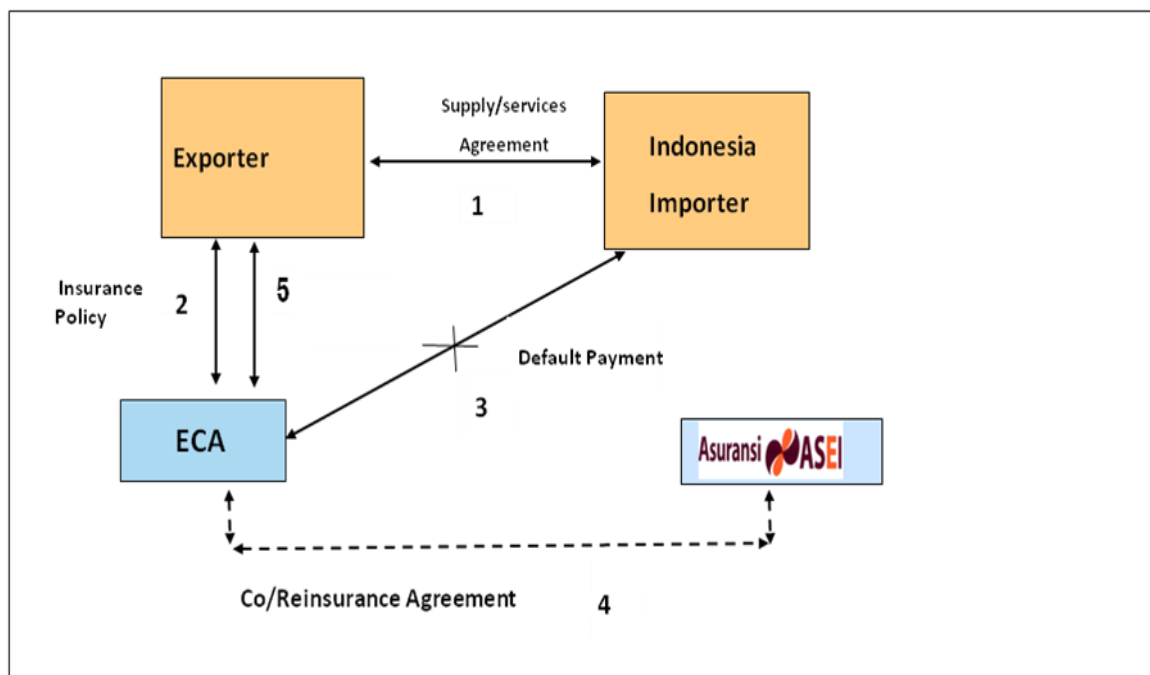 Supply/services
Agreement
1
Exporter
Indonesia
Importer
Insurance
Policy
2
5
Default Payment
3
ECA
Asuransi ASEI
Co/Reinsurance Agreement
4